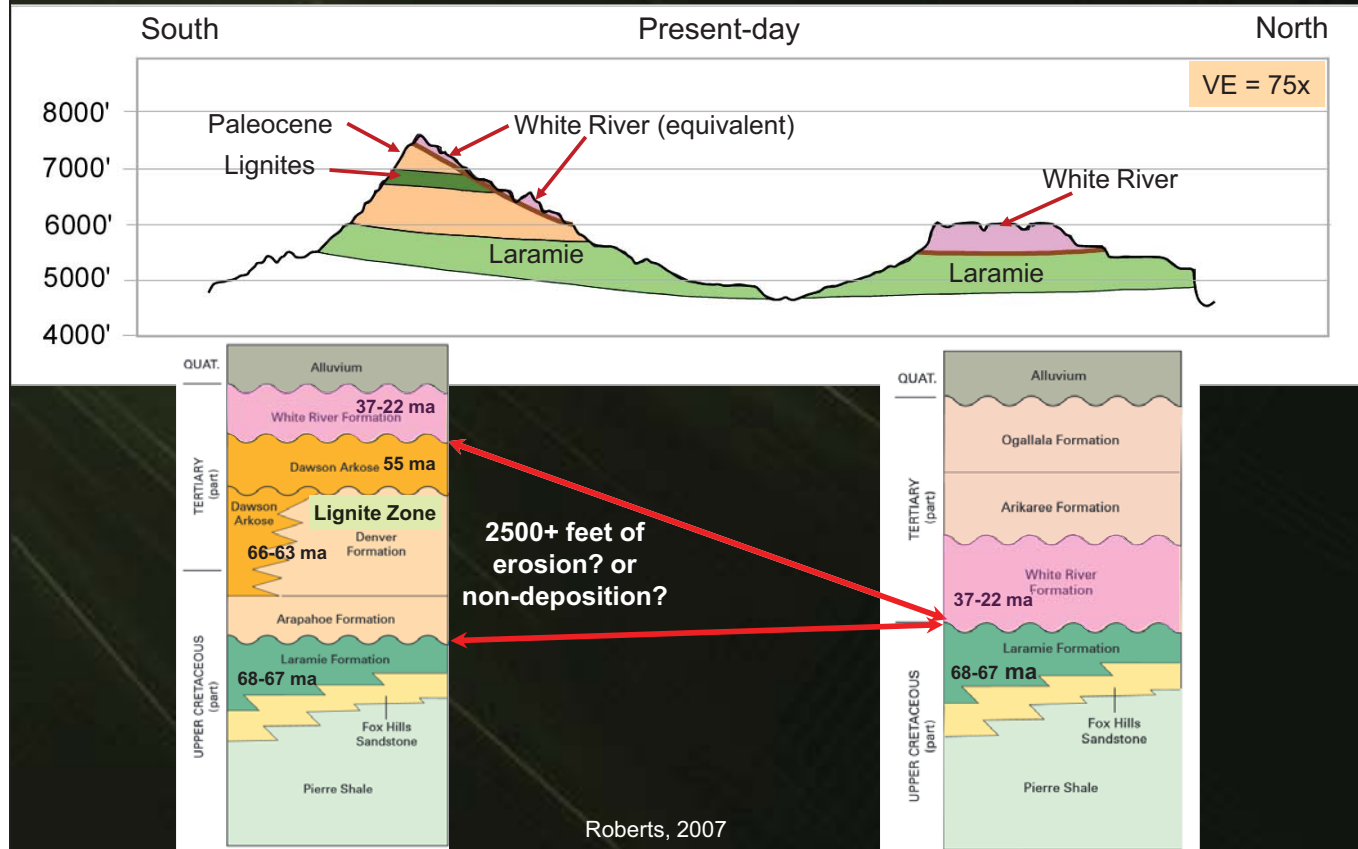 South
Present-day
North
VE = 75x
8000'
7000'
6000'
5000'
4000'
Paleocene
Lignites
White River (equivalent)
White River
Laramie
Laramie
QUAT.
TERTIARY
(part)
UPPER CRETACEOUS
(part)
Alluvium
37-22 ma
White River Formation
Dawson Arkose 55 ma
Dawson
Arkose
Lignite Zone
Denver
Formation
66-63 ma
Arapahoe Formation
Laramie Formation
68-67 ma
Fox Hills
Sandstone
Pierre Shale
2500+ feet of
erosion? or
non-deposition?
Roberts, 2007
QUAT.
TERTIARY
(part)
UPPER CRETACEOUS
(part)
Alluvium
Ogallala Formation
Arikaree Formation
White River
Formation
37-22 ma
Laramie Formation
68-67 ma
Fox Hills
Sandstone
Pierre Shale